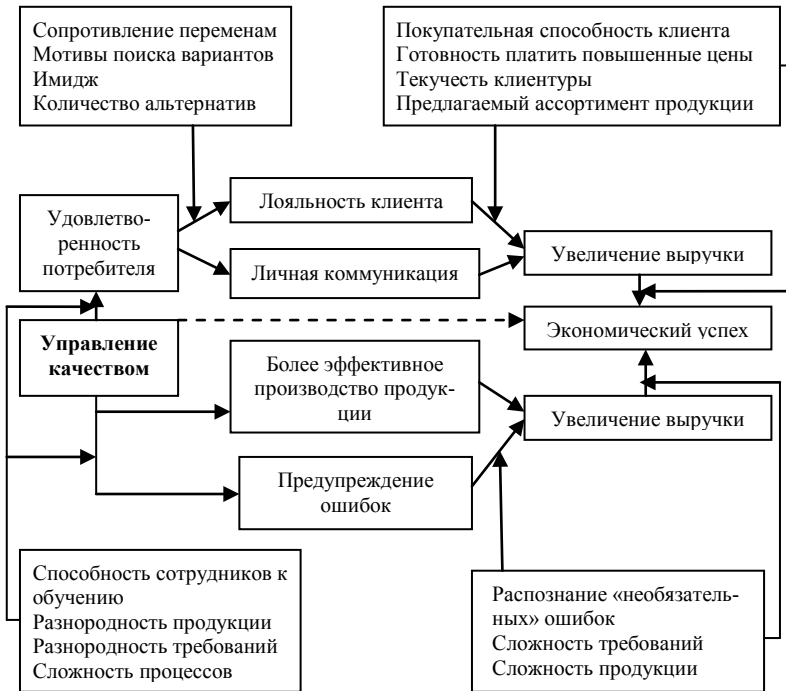 Сопротивление переменам
Мотивы поиска вариантов
Имидж
Количество альтернатив
Покупательная способность клиента
Готовность платить повышенные цены
Текучесть клиентуры
Предлагаемый ассортимент продукции
Удовлетво-
ренность
потребителя
Лояльность клиента
Личная коммуникация
Увеличение выручки
Управление
качеством
Экономический успех
Более эффективное
производство продук-
ции
Увеличение выручки
Предупреждение
ошибок
Способность сотрудников к
обучению
Разнородность продукции
Разнородность требований
Сложность процессов
Распознание «необязатель-
ных» ошибок
Сложность требований
Сложность продукции